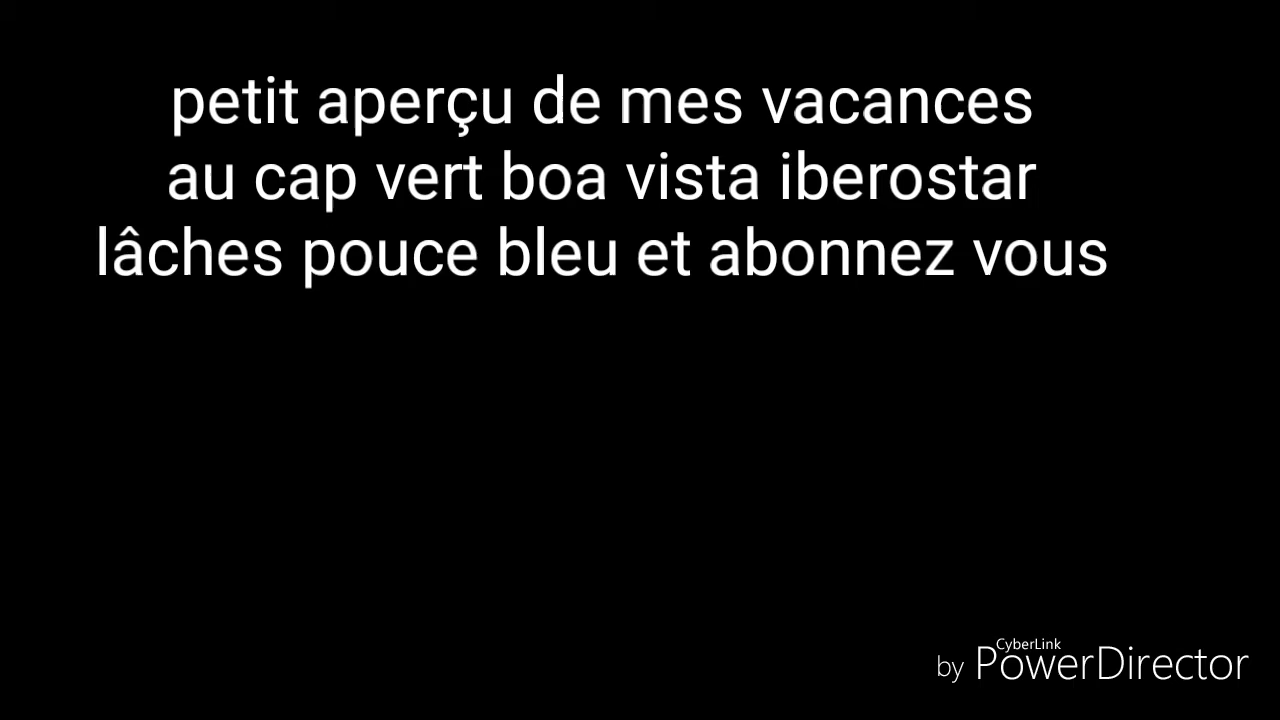 petit aperçu de mes vacances
au cap vert boa vista iberostar
lâches pouce bleu et abonnez vous
CyberLink
by PowerDirector